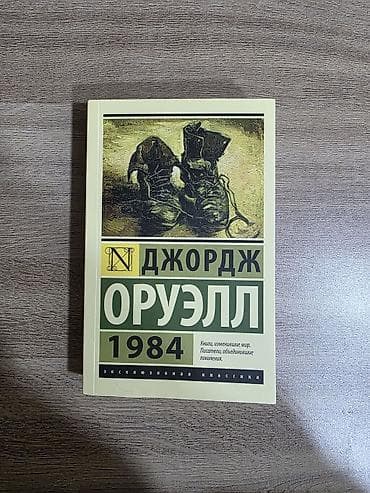 N
ДЖОРДЖ
ОРУЭЛЛ
1984
Книги, изменившие мир.
Писатели, объединившие
поколения.
ЭКСКЛЮЗИВНАЯ КЛАССИКА